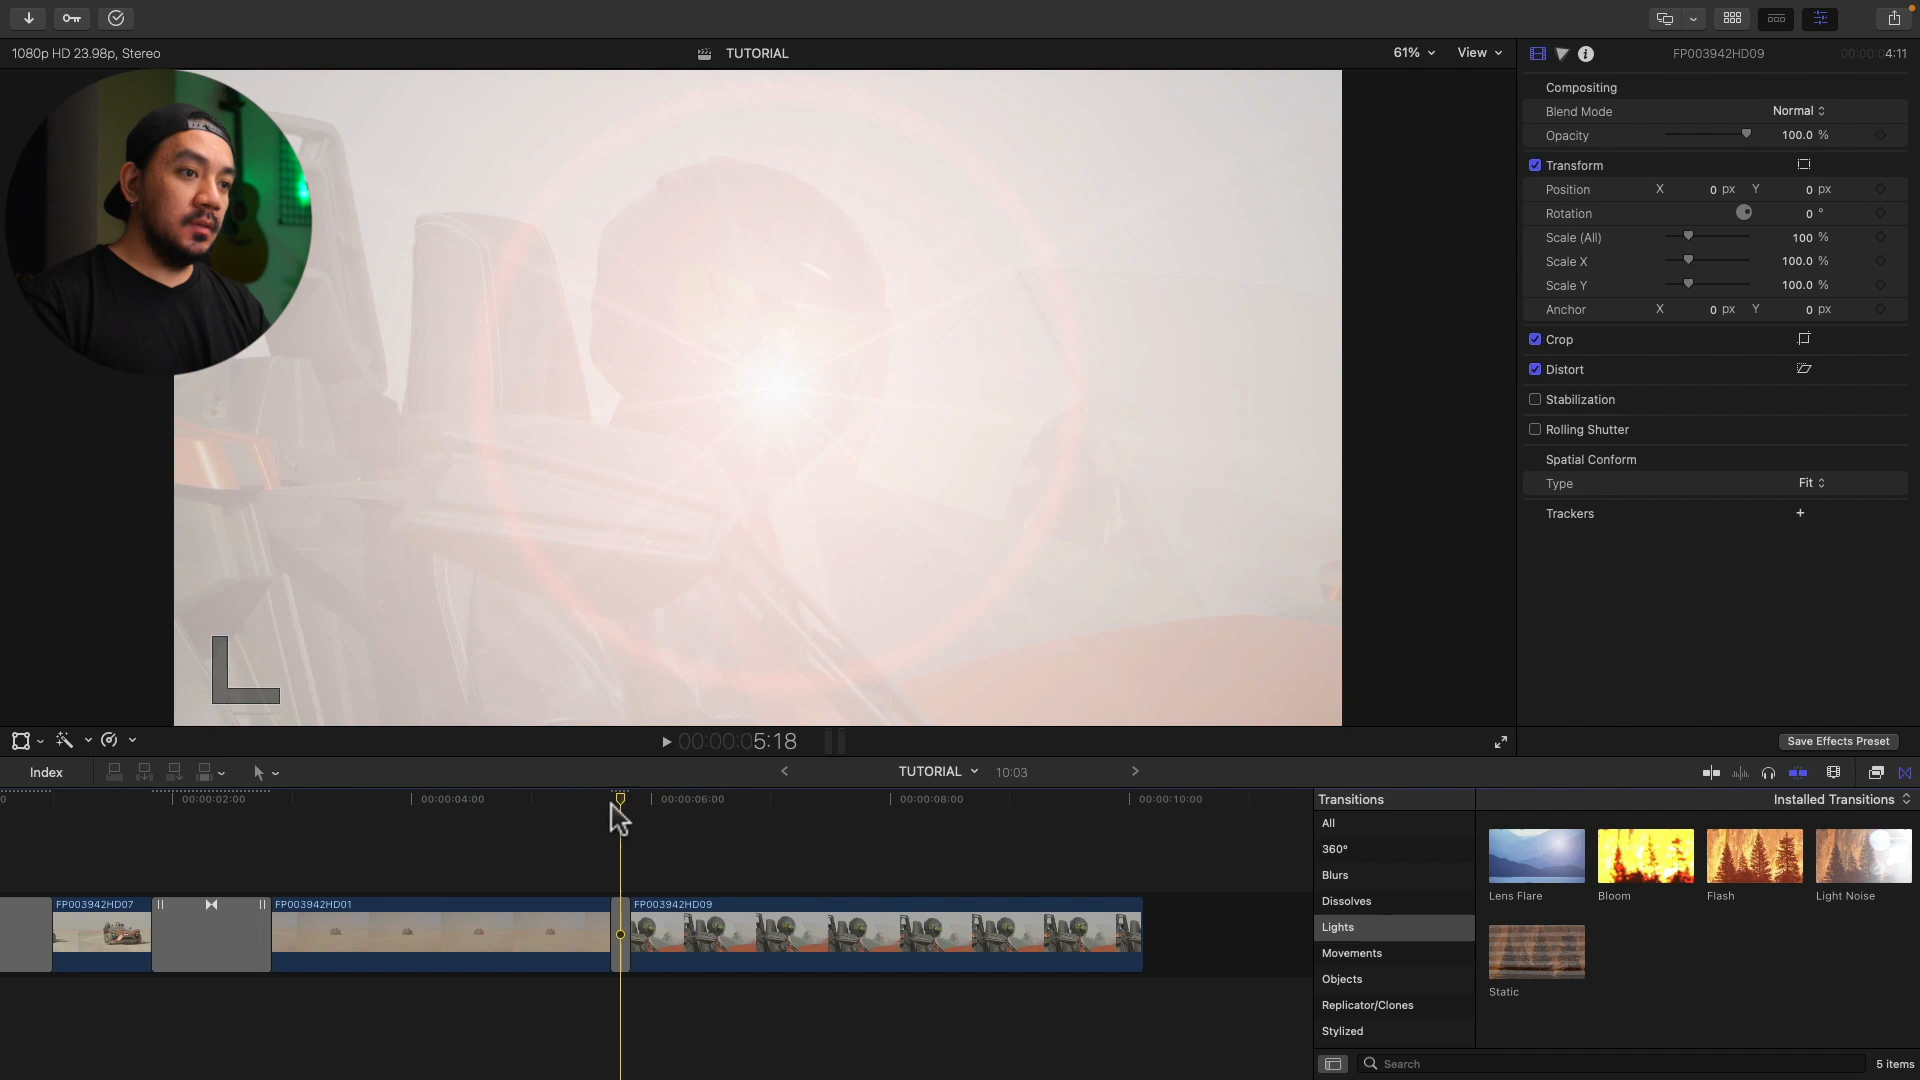 1080p HD 23.98p, Stereo
TUTORIAL
61%
View
FP003942HD09
00:00:04:11
Compositing
Blend Mode
Normal
Opacity
100.0 %
Transform
Position
X
0 px
Y
0 px
Rotation
0 °
Scale (All)
100 %
Scale X
100.0 %
Scale Y
100.0 %
Anchor
X
0 px
Y
0 px
Crop
Distort
Stabilization
Rolling Shutter
Spatial Conform
Type
Fit
Trackers
+
00:00:05:18
Save Effects Preset
Index
TUTORIAL
10:03
0
00:00:02:00
00:00:04:00
00:00:06:00
00:00:08:00
00:00:10:00
FP003942HD07
FP003942HD01
FP003942HD09
Transitions
Installed Transitions
All
360°
Blurs
Dissolves
Lights
Movements
Objects
Replicator/Clones
Stylized
Lens Flare
Bloom
Flash
Light Noise
Static
Search
5 items